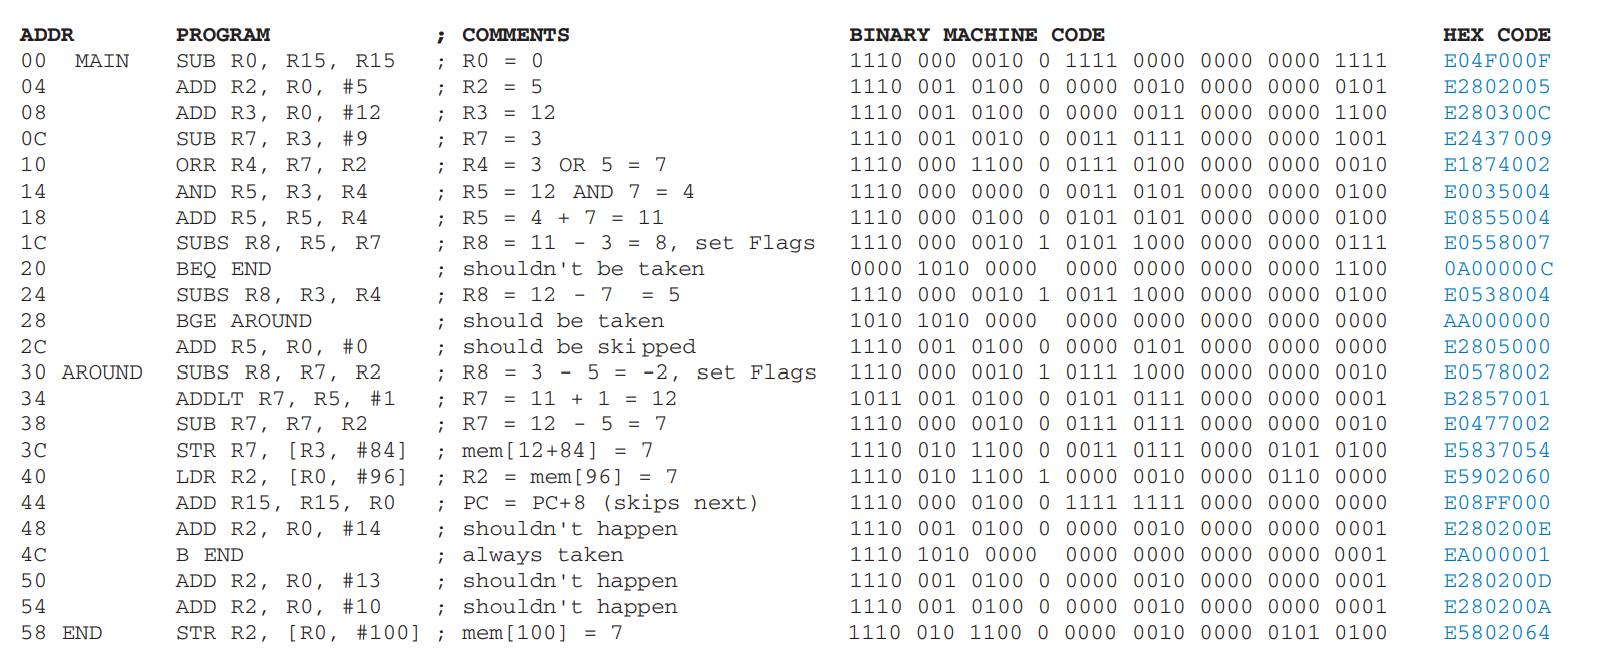 ADDR PROGRAM ; COMMENTS BINARY MACHINE CODE HEX CODE
00 MAIN SUB R0, R15, R15 ; R0 = 0 1110 000 0010 0 1111 0000 0000 0000 1111 E04F000F
04 ADD R2, R0, #5 ; R2 = 5 1110 001 0100 0 0000 0010 0000 0000 0101 E2802005
08 ADD R3, R0, #12 ; R3 = 12 1110 001 0100 0 0000 0011 0000 0000 1100 E280300C
0C SUB R7, R3, #9 ; R7 = 3 1110 001 0010 0 0011 0111 0000 0000 1001 E2437009
10 ORR R4, R7, R2 ; R4 = 3 OR 5 = 7 1110 000 1100 0 0111 0100 0000 0000 0010 E1874002
14 AND R5, R3, R4 ; R5 = 12 AND 7 = 4 1110 000 0000 0 0011 0101 0000 0000 0100 E0035004
18 ADD R5, R5, R4 ; R5 = 4 + 7 = 11 1110 000 0100 0 0101 0101 0000 0000 0100 E0855004
1C SUBS R8, R5, R7 ; R8 = 11 - 3 = 8, set Flags 1110 000 0010 1 0101 1000 0000 0000 0111 E0558007
20 BEQ END ; shouldn't be taken 0000 1010 0000 0000 0000 0000 0000 1100 0A00000C
24 SUBS R8, R3, R4 ; R8 = 12 - 7 = 5 1110 000 0010 1 0011 1000 0000 0000 0100 E0538004
28 BGE AROUND ; should be taken 1010 1010 0000 0000 0000 0000 0000 0000 AA000000
2C ADD R5, R0, #0 ; should be skipped 1110 001 0100 0 0000 0101 0000 0000 0000 E2805000
30 AROUND SUBS R8, R7, R2 ; R8 = 3 - 5 = -2, set Flags 1110 000 0010 1 0111 1000 0000 0000 0010 E0578002
34 ADDLT R7, R5, #1 ; R7 = 11 + 1 = 12 1011 001 0100 0 0101 0111 0000 0000 0001 B2857001
38 SUB R7, R7, R2 ; R7 = 12 - 5 = 7 1110 000 0010 0 0111 0111 0000 0000 0010 E0477002
3C STR R7, [R3, #84] ; mem[12+84] = 7 1110 010 1100 0 0011 0111 0000 0101 0100 E5837054
40 LDR R2, [R0, #96] ; R2 = mem[96] = 7 1110 010 1100 1 0000 0010 0000 0110 0000 E5902060
44 ADD R15, R15, R0 ; PC = PC+8 (skips next) 1110 000 0100 0 1111 1111 0000 0000 0000 E08FF000
48 ADD R2, R0, #14 ; shouldn't happen 1110 001 0100 0 0000 0010 0000 0000 0001 E280200E
4C B END ; always taken 1110 1010 0000 0000 0000 0000 0000 0001 EA000001
50 ADD R2, R0, #13 ; shouldn't happen 1110 001 0100 0 0000 0010 0000 0000 0001 E280200D
54 ADD R2, R0, #10 ; shouldn't happen 1110 001 0100 0 0000 0010 0000 0000 0001 E280200A
58 END STR R2, [R0, #100] ; mem[100] = 7 1110 010 1100 0 0000 0010 0000 0101 0100 E5802064